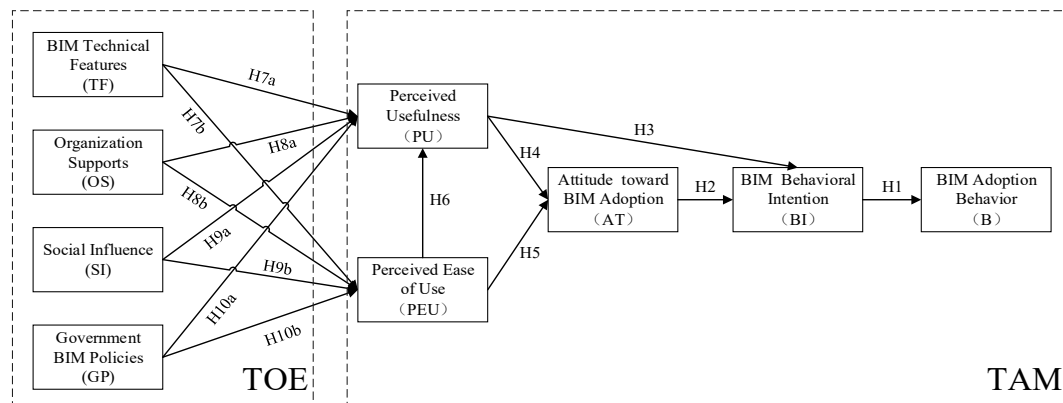 BIM Technical
Features
(TF)
Organization
Supports
(OS)
Social Influence
(SI)
Government
BIM Policies
(GP)
TOE
H7a
H7b
H8a
H8b
H9a
H9b
H10a
H10b
Perceived
Usefulness
（PU）
H6
Perceived Ease
of Use
（PEU）
H3
H4
H5
Attitude toward
BIM Adoption
（AT）
H2
BIM Behavioral
Intention
（BI）
H1
BIM Adoption
Behavior
（B）
TAM